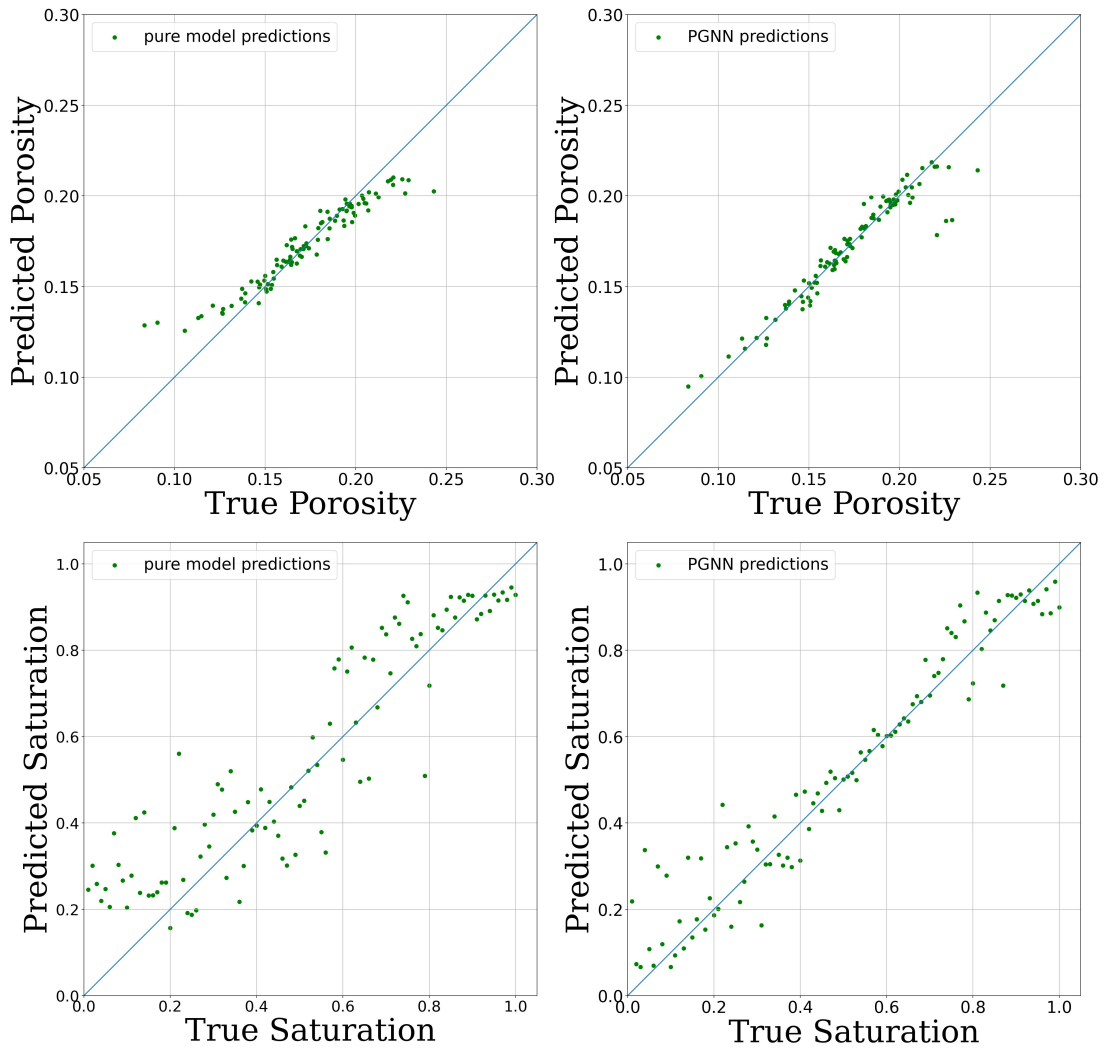 pure model predictions
Predicted Porosity
0.30
0.25
0.20
0.15
0.10
0.05
0.05 0.10 0.15 0.20 0.25 0.30
True Porosity
PGNN predictions
Predicted Porosity
0.30
0.25
0.20
0.15
0.10
0.05
0.05 0.10 0.15 0.20 0.25 0.30
True Porosity
pure model predictions
Predicted Saturation
1.0
0.8
0.6
0.4
0.2
0.0
0.0 0.2 0.4 0.6 0.8 1.0
True Saturation
PGNN predictions
Predicted Saturation
1.0
0.8
0.6
0.4
0.2
0.0
0.0 0.2 0.4 0.6 0.8 1.0
True Saturation